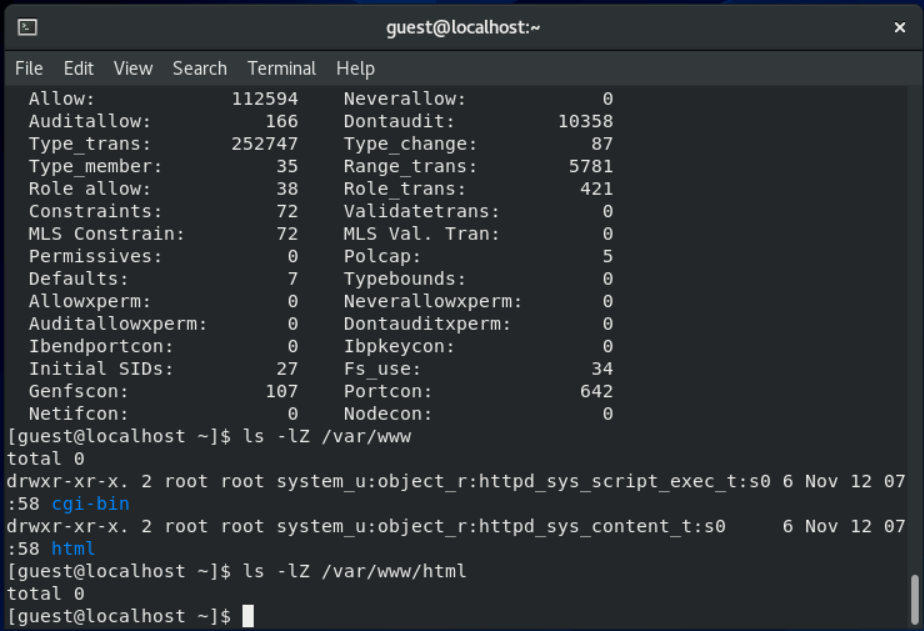 guest@localhost:~
File Edit View Search Terminal Help
Allow: 112594 Neverallow: 0
Auditallow: 166 Dontaudit: 10358
Type_trans: 252747 Type_change: 87
Type_member: 35 Range_trans: 5781
Role allow: 38 Role_trans: 421
Constraints: 72 Validatetrans: 0
MLS Constrain: 72 MLS Val. Tran: 0
Permissives: 0 Polcap: 5
Defaults: 7 Typebounds: 0
Allowxperm: 0 Neverallowxperm: 0
Auditallowxperm: 0 Dontauditxperm: 0
Ibendportcon: 0 Ibpkeycon: 0
Initial SIDs: 27 Fs_use: 34
Genfscon: 107 Portcon: 642
Netifcon: 0 Nodecon: 0
[guest@localhost ~]$ ls -lZ /var/www
total 0
drwxr-xr-x. 2 root root system_u:object_r:httpd_sys_script_exec_t:s0 6 Nov 12 07
:58 cgi-bin
drwxr-xr-x. 2 root root system_u:object_r:httpd_sys_content_t:s0 6 Nov 12 07
:58 html
[guest@localhost ~]$ ls -lZ /var/www/html
total 0
[guest@localhost ~]$